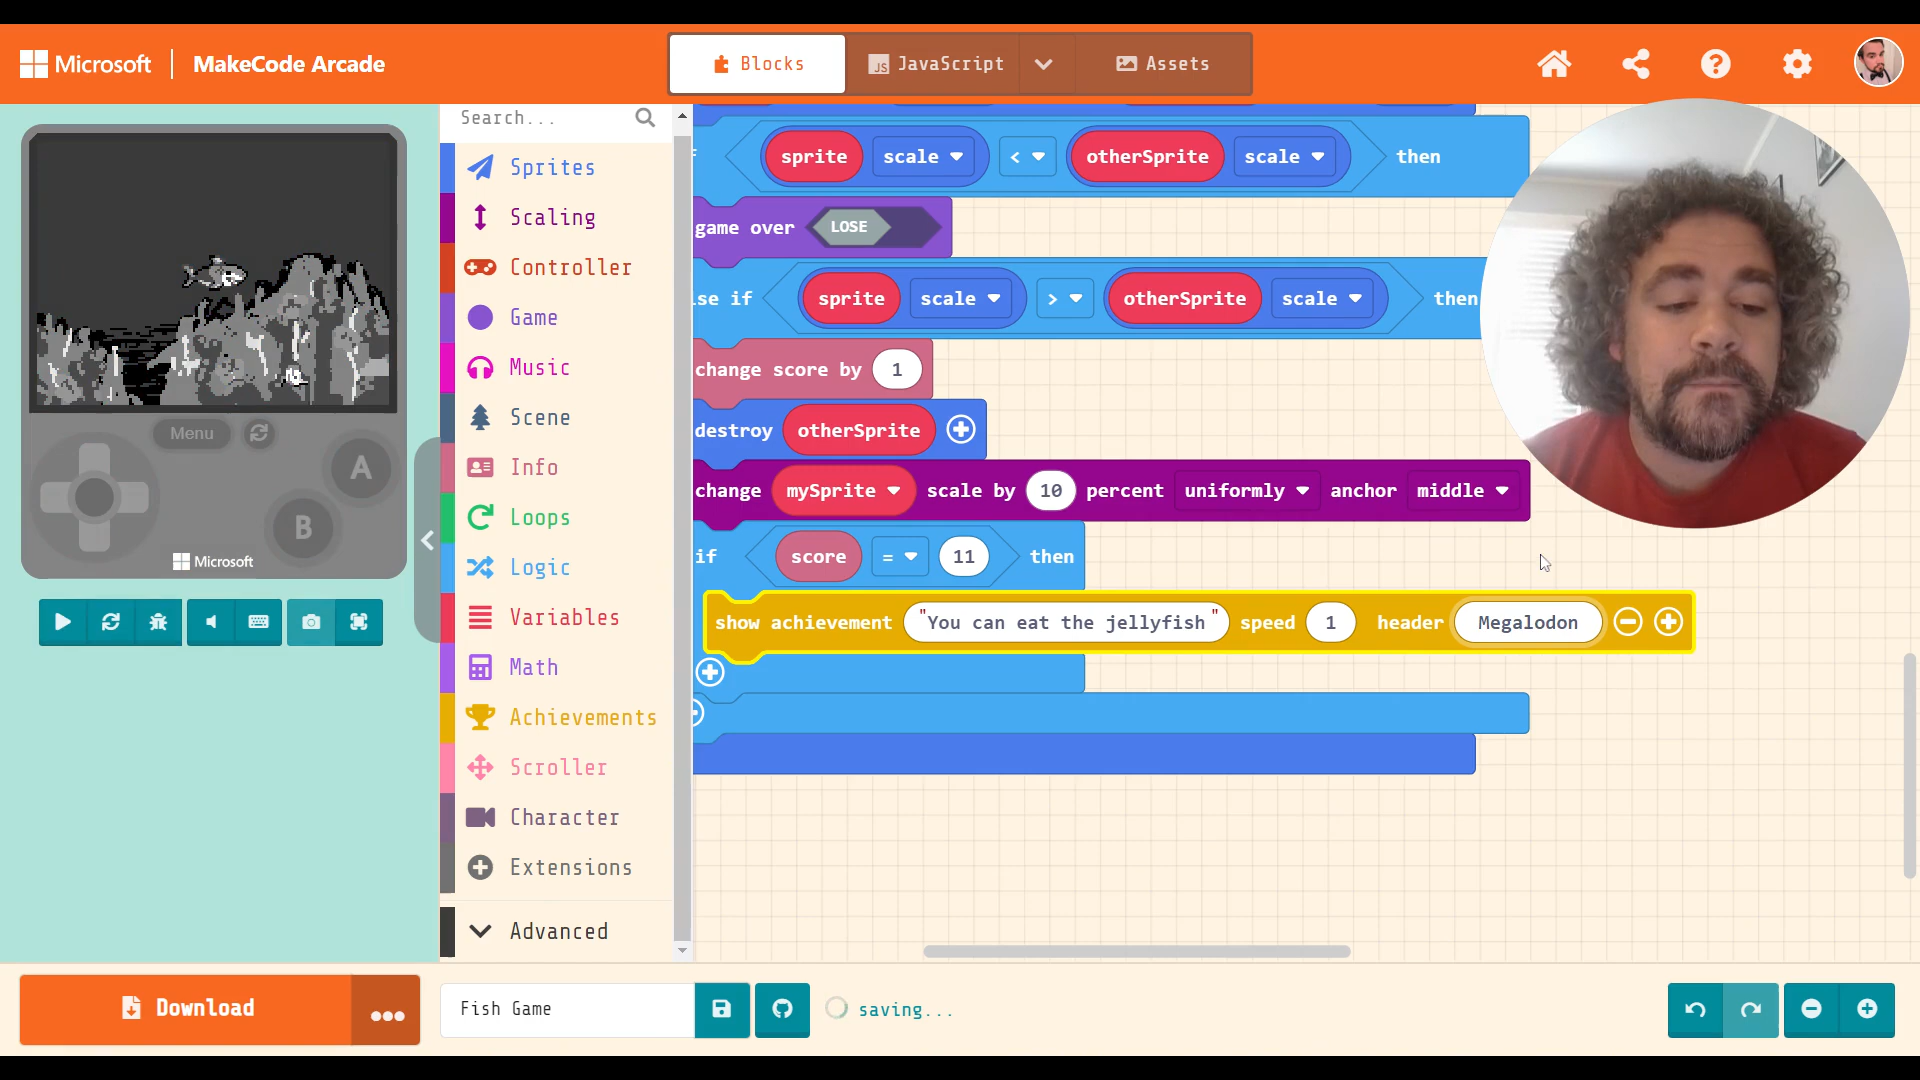 Microsoft MakeCode Arcade
Blocks
JS JavaScript
Assets
Search...
Sprites
Scaling
Controller
Game
Music
Scene
Info
Loops
Logic
Variables
Math
Achievements
Scroller
Character
Extensions
Advanced
sprite scale < otherSprite scale then
game over LOSE
se if sprite scale > otherSprite scale then
change score by 1
destroy otherSprite
change mySprite scale by 10 percent uniformly anchor middle
if score = 11 then
show achievement "You can eat the jellyfish" speed 1 header Megalodon
Menu
A
B
Microsoft
Download
Fish Game
saving...